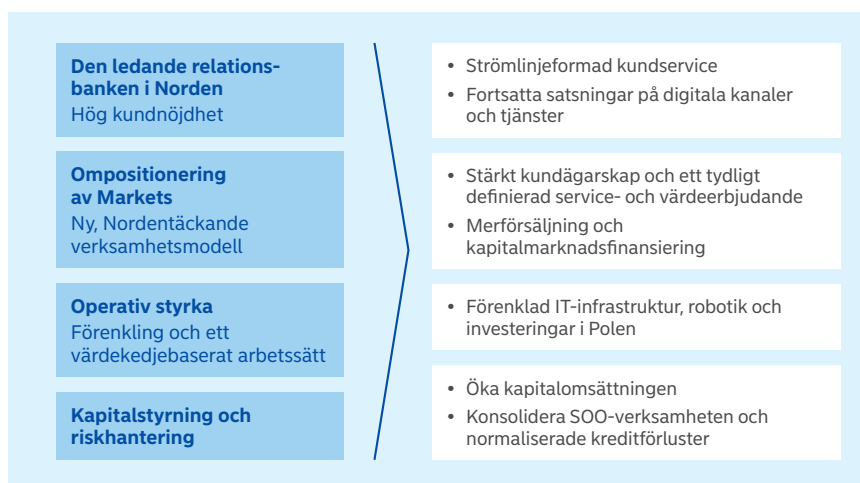 Den ledande relations-
banken i Norden
Hög kundnöjdhet
• Strömlinjeformad kundservice
• Fortsatta satsningar på digitala kanaler
och tjänster
Ompositionering
av Markets
Ny, Nordentäckande
verksamhetsmodell
• Stärkt kundägarskap och ett tydligt
definierad service- och värdeerbjudande
• Merförsäljning och
kapitalmarknadsfinansiering
Operativ styrka
Förenkling och ett
värdekedjebaserat arbetssätt
• Förenklad IT-infrastruktur, robotik och
investeringar i Polen
Kapitalstyrning och
riskhantering
• Öka kapitalomsättningen
• Konsolidera SOO-verksamheten och
normaliserade kreditförluster